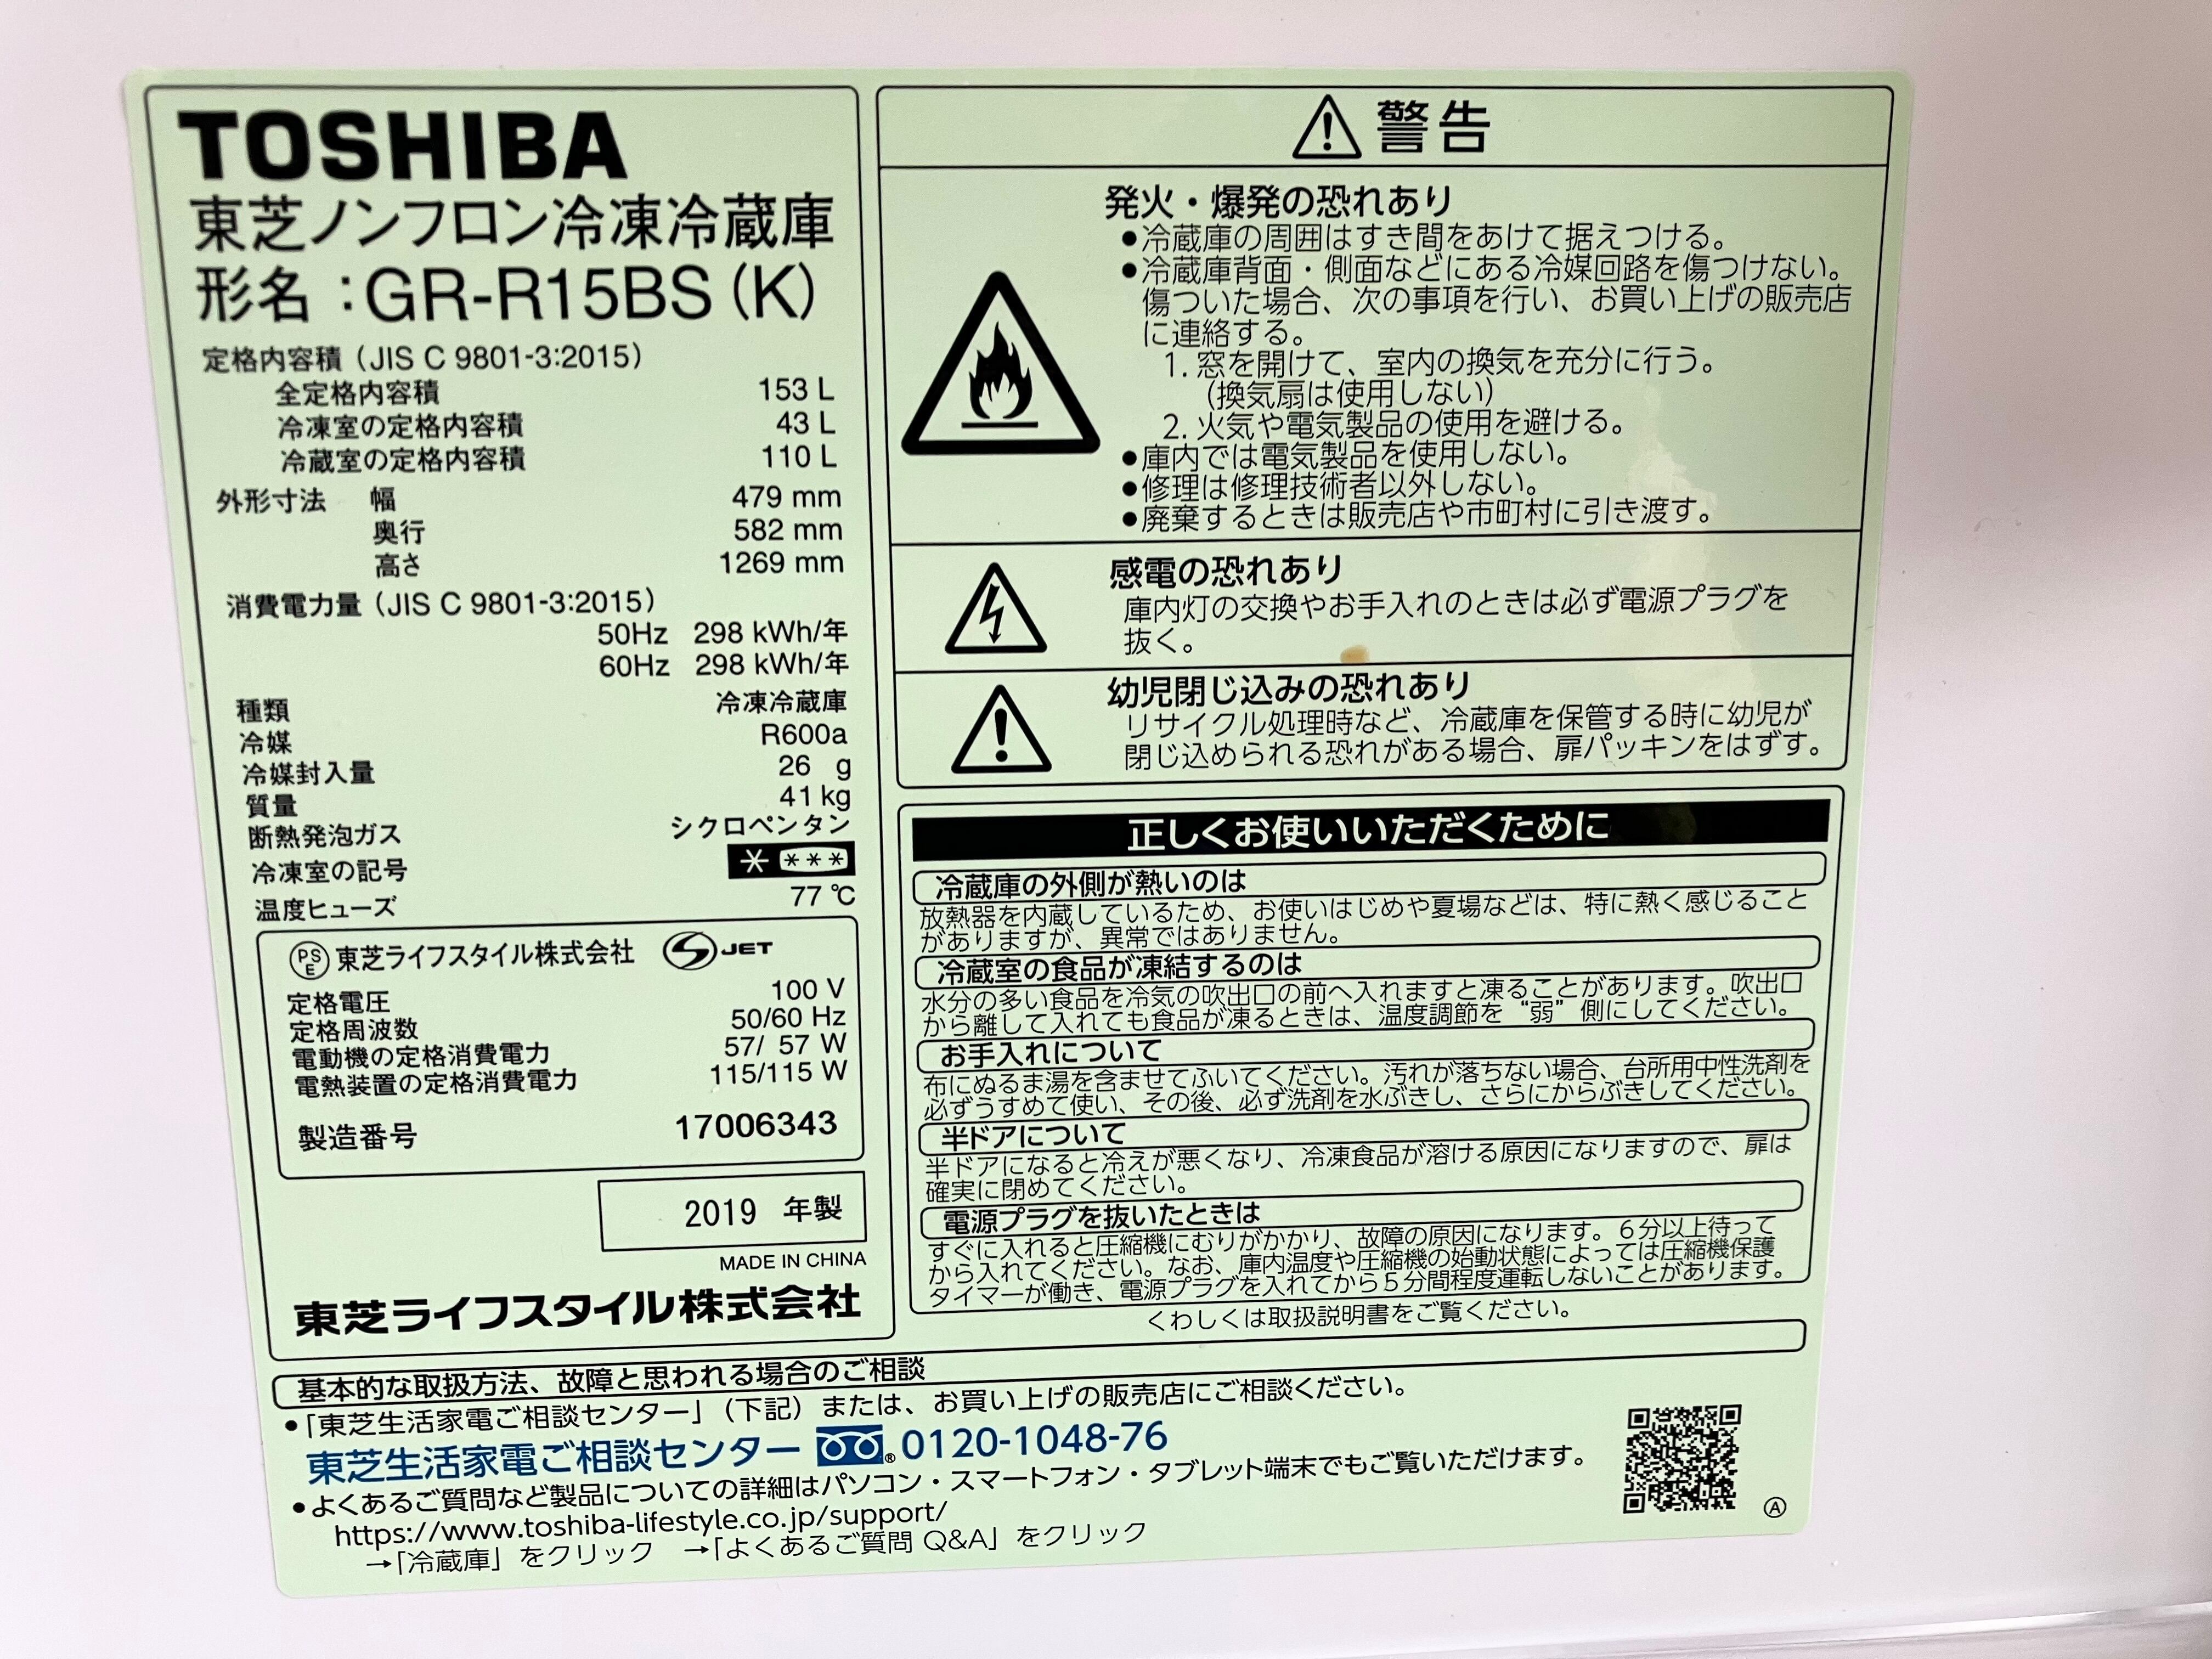 TOSHIBA
東芝ノンフロン冷凍冷蔵庫
形名：GR-R15BS(K)
定格内容積（JIS C 9801-3:2015）
全定格内容積 153 L
冷凍室の定格内容積 43 L
冷蔵室の定格内容積 110 L
外形寸法 幅 479 mm
奥行 582 mm
高さ 1269 mm
消費電力量（JIS C 9801-3:2015）
50Hz 298 kWh/年
60Hz 298 kWh/年
種類 冷凍冷蔵庫
冷媒 R600a
冷媒封入量 26 g
質量 41 kg
断熱発泡ガス シクロペンタン
冷凍室の記号 * ***
温度ヒューズ 77 ℃
PSE 東芝ライフスタイル株式会社 JET
定格電圧 100 V
定格周波数 50/60 Hz
電動機の定格消費電力 57/ 57 W
電熱装置の定格消費電力 115/115 W
製造番号 17006343
2019 年製
MADE IN CHINA
東芝ライフスタイル株式会社
⚠警告
発火・爆発の恐れあり
●冷蔵庫の周囲はすき間をあけて据えつける。
●冷蔵庫背面・側面などにある冷媒回路を傷つけない。
傷ついた場合、次の事項を行い、お買い上げの販売店
に連絡する。
1. 窓を開けて、室内の換気を充分に行う。
（換気扇は使用しない）
2. 火気や電気製品の使用を避ける。
●庫内では電気製品を使用しない。
●修理は修理技術者以外しない。
●廃棄するときは販売店や市町村に引き渡す。
感電の恐れあり
庫内灯の交換やお手入れのときは必ず電源プラグを
抜く。
幼児閉じ込みの恐れあり
リサイクル処理時など、冷蔵庫を保管する時に幼児が
閉じ込められる恐れがある場合、扉パッキンをはずす。
正しくお使いいただくために
冷蔵庫の外側が熱いのは
放熱器を内蔵しているため、お使いはじめや夏場などは、特に熱く感じること
がありますが、異常ではありません。
冷蔵室の食品が凍結するのは
水分の多い食品を冷気の吹出口の前へ入れますと凍ることがあります。吹出口
から離して入れても食品が凍るときは、温度調節を “弱” 側にしてください。
お手入れについて
布にぬるま湯を含ませてふいてください。汚れが落ちない場合、台所用中性洗剤を
必ずうすめて使い、その後、必ず洗剤を水ぶきし、さらにからぶきしてください。
半ドアについて
半ドアになると冷えが悪くなり、冷凍食品が溶ける原因になりますので、扉は
確実に閉めてください。
電源プラグを抜いたときは
すぐに入れると圧縮機にむりがかかり、故障の原因になります。6分以上待って
から入れてください。なお、庫内温度や圧縮機の始動状態によっては圧縮機保護
タイマーが働き、電源プラグを入れてから5分間程度運転しないことがあります。
くわしくは取扱説明書をご覧ください。
基本的な取扱方法、故障と思われる場合のご相談
●「東芝生活家電ご相談センター」（下記）または、お買い上げの販売店にご相談ください。
東芝生活家電ご相談センター ® 0120-1048-76
●よくあるご質問など製品についての詳細はパソコン・スマートフォン・タブレット端末でもご覧いただけます。
https://www.toshiba-lifestyle.co.jp/support/
→「冷蔵庫」をクリック →「よくあるご質問 Q&A」をクリック
Ⓐ